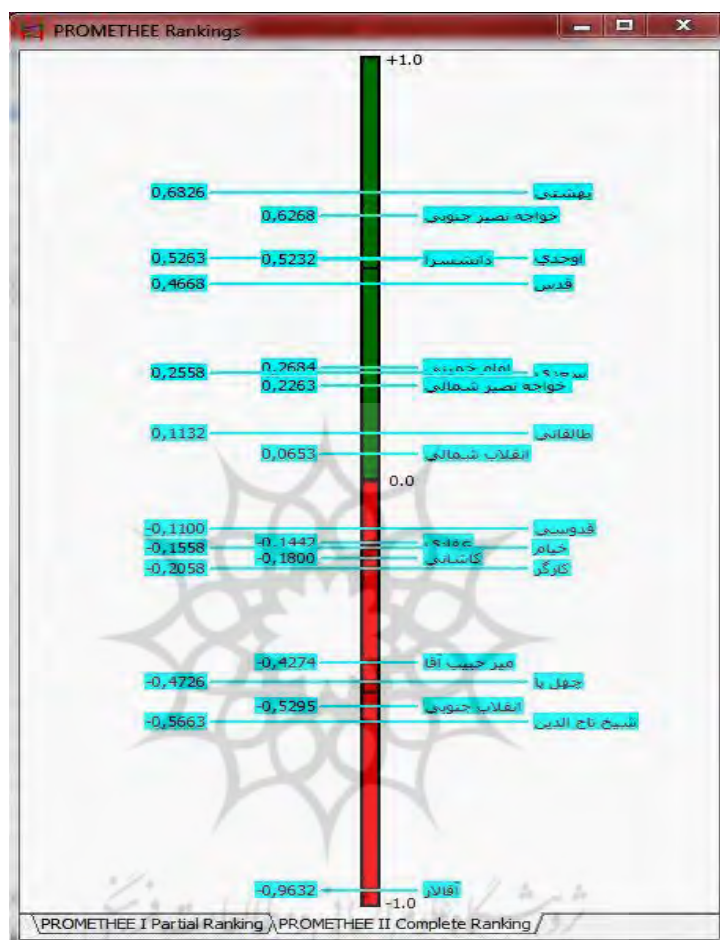 PROMETHEE Rankings
+1.0
0,6826 بهشتی
0,6268 خواجه نصیر جنوبی
0,5263 اوحدی
0,5232 دانشسرا
0,4668 قدس
0,2684 امام خمینی
0,2558 سعدی
0,2263 خواجه نصیر شمالی
0,1132 طالقانی
0,0653 انقلاب شمالی
0.0
-0,1100 فدوسی
-0,1442
-0,1558 خیام
-0,1800 کاشانی
-0,2058 کارگر
-0,4274 میر حبیب آقا
-0,4726 چهل پا
-0,5295 انقلاب جنوبی
-0,5663 شیخ تاج الدین
-0,9632 آقالار
-1.0
PROMETHEE I Partial Ranking PROMETHEE II Complete Ranking